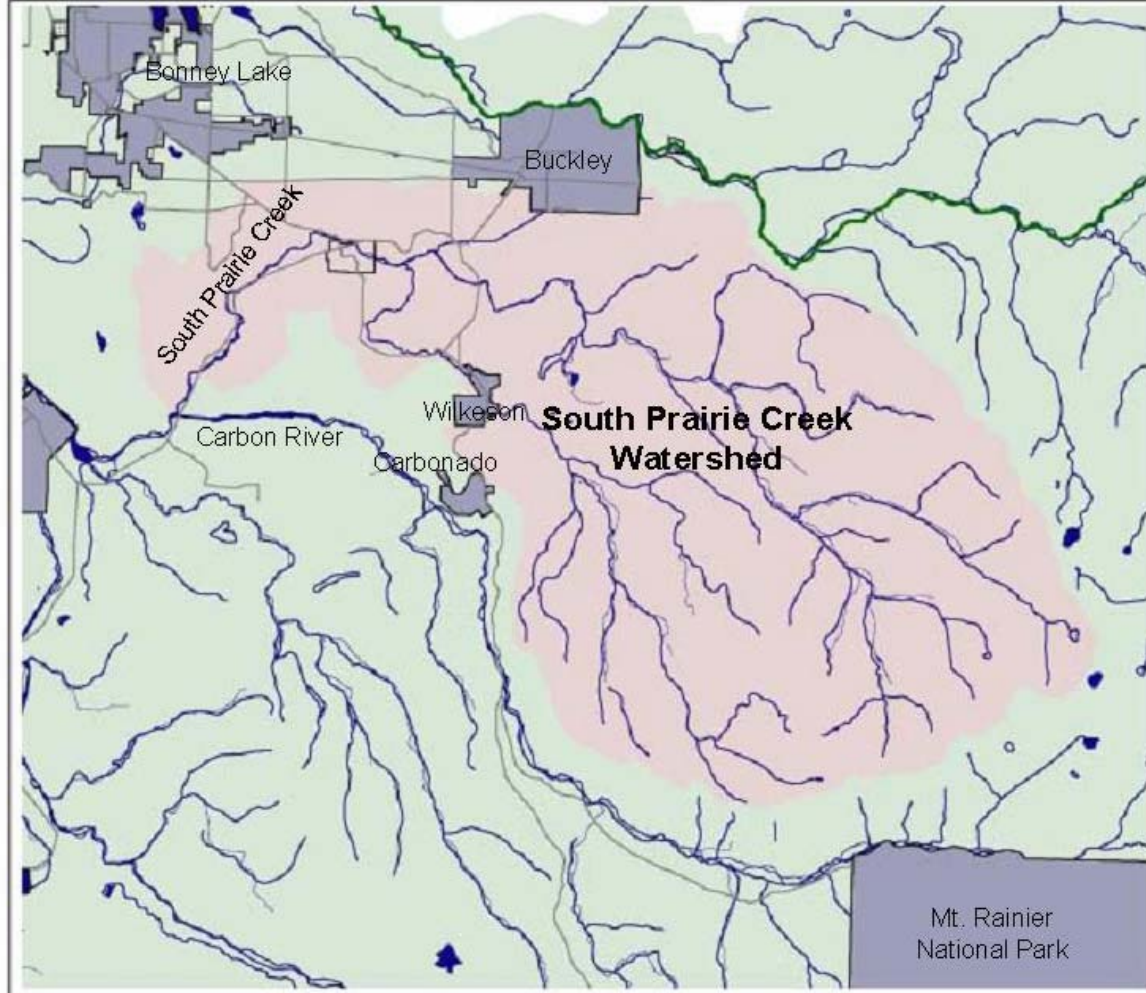 Bonney Lake
Buckley
South Prairie Creek
Wilkeson
South Prairie Creek
Watershed
Carbon River
Carbonado
Mt. Rainier
National Park